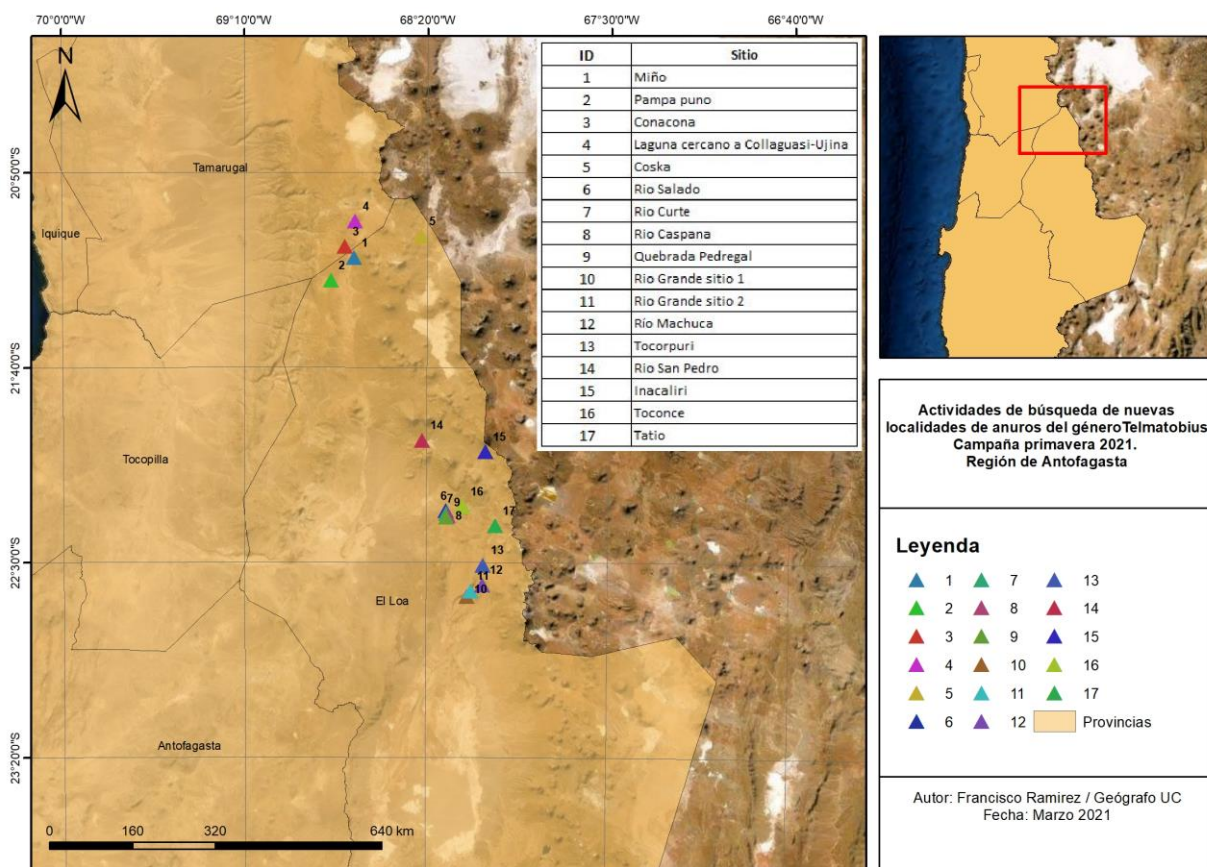 70°0'0"W 69°10'0"W 68°20'0"W 67°30'0"W 66°40'0"W
N
20°50'0"S
21°40'0"S
22°30'0"S
23°20'0"S
Tamarugal
Iquique
Tocopilla
El Loa
Antofagasta
4
5
3
1
2
14
15
6
7
9
8
16
17
13
12
11
10
0 160 320 640 km
ID Sitio
1 Miño
2 Pampa puno
3 Conacona
4 Laguna cercano a Collaguasi-Ujina
5 Coska
6 Rio Salado
7 Rio Curte
8 Rio Caspana
9 Quebrada Pedregal
10 Rio Grande sitio 1
11 Rio Grande sitio 2
12 Río Machuca
13 Tocorpuri
14 Rio San Pedro
15 Inacaliri
16 Toconce
17 Tatio
Actividades de búsqueda de nuevas
localidades de anuros del géneroTelmatobius
Campaña primavera 2021.
Región de Antofagasta
Leyenda
1 7 13
2 8 14
3 9 15
4 10 16
5 11 17
6 12 Provincias
Autor: Francisco Ramirez / Geógrafo UC
Fecha: Marzo 2021